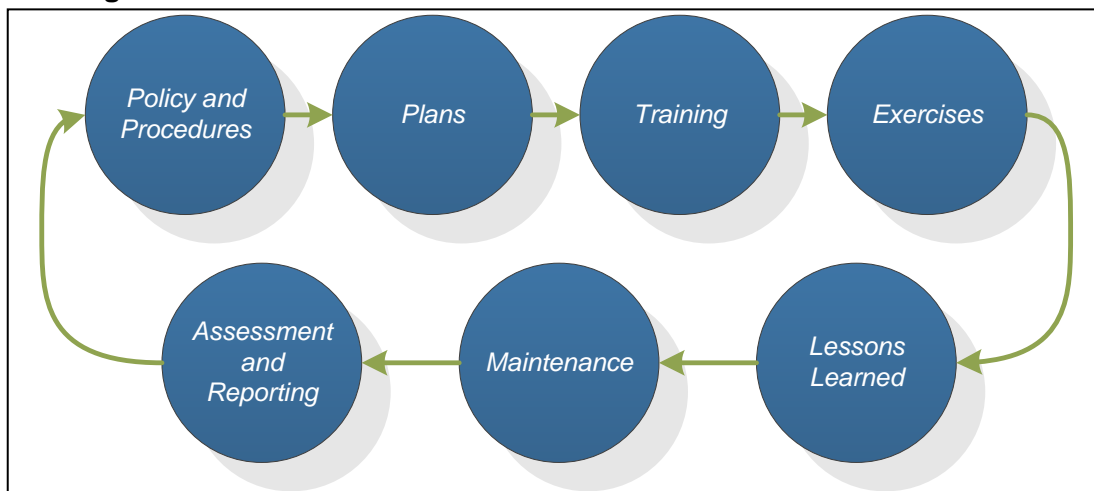 Policy and
Procedures
Plans
Training
Exercises
Assessment
and
Reporting
Maintenance
Lessons
Learned